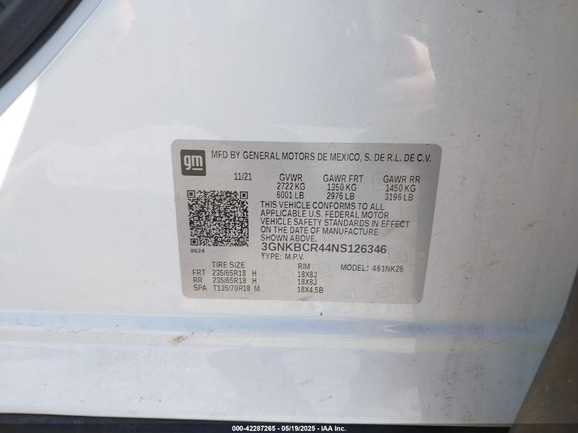 gm
MFD BY GENERAL MOTORS DE MEXICO, S. DE R.L. DE C.V.
11/21 GVWR GAWR FRT GAWR RR
2722 KG 1350 KG 1450 KG
6001 LB 2976 LB 3196 LB
THIS VEHICLE CONFORMS TO ALL
APPLICABLE U.S. FEDERAL MOTOR
VEHICLE SAFETY STANDARDS IN EFFECT
ON THE DATE OF MANUFACTURE
SHOWN ABOVE.
3GNKBCR44NS126346
TYPE: M.P.V.
TIRE SIZE RIM MODEL: 461NK26
FRT 235/65R18 H 18X8J
RR 235/65R18 H 18X8J
SPA T135/70R18 M 18X4.5B
000-42287265 - 05/19/2025 - IAA Inc.